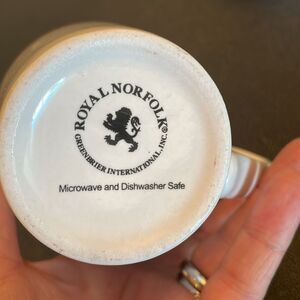 ROYAL NORFOLK®
GREENBRIER INTERNATIONAL, INC.
Microwave and Dishwasher Safe